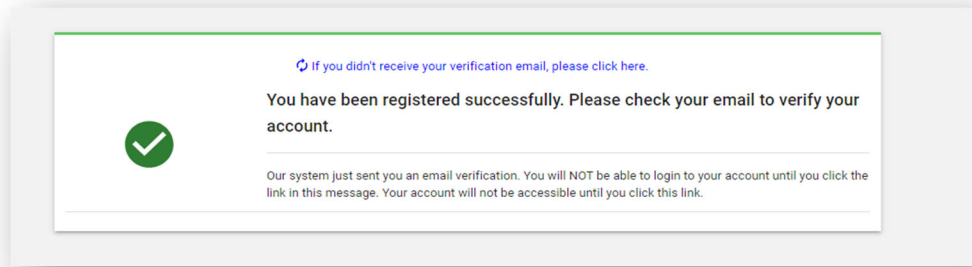 If you didn't receive your verification email, please click here.
You have been registered successfully. Please check your email to verify your
account.
Our system just sent you an email verification. You will NOT be able to login to your account until you click the
link in this message. Your account will not be accessible until you click this link.